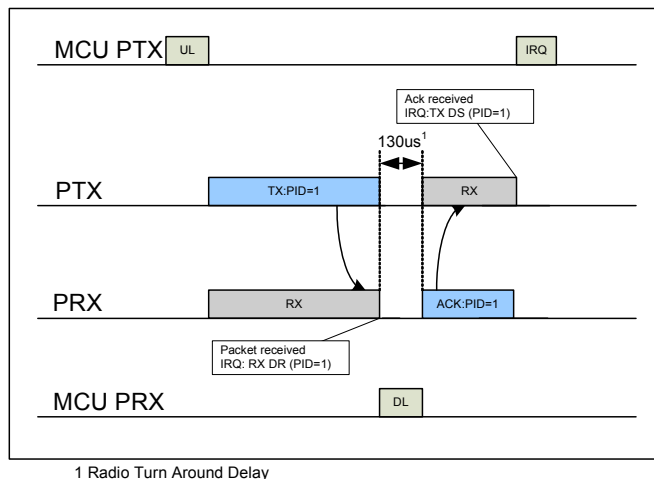 MCU PTX
UL
IRQ
Ack received
IRQ:TX DS (PID=1)
130us1
PTX
TX:PID=1
RX
PRX
RX
ACK:PID=1
Packet received
IRQ: RX DR (PID=1)
MCU PRX
DL
1 Radio Turn Around Delay